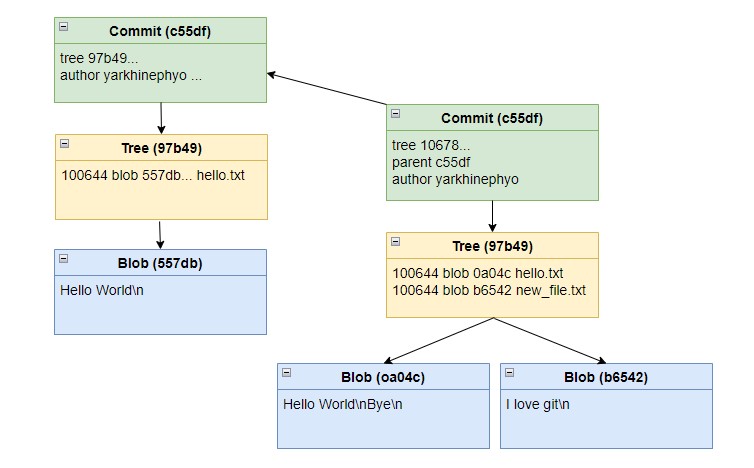 Commit (c55df)
tree 97b49...
author yarkhinephyo ...
Tree (97b49)
100644 blob 557db... hello.txt
Blob (557db)
Hello World\n
Commit (c55df)
tree 10678...
parent c55df
author yarkhinephyo
Tree (97b49)
100644 blob 0a04c hello.txt
100644 blob b6542 new_file.txt
Blob (oa04c)
Hello World\nBye\n
Blob (b6542)
I love git\n